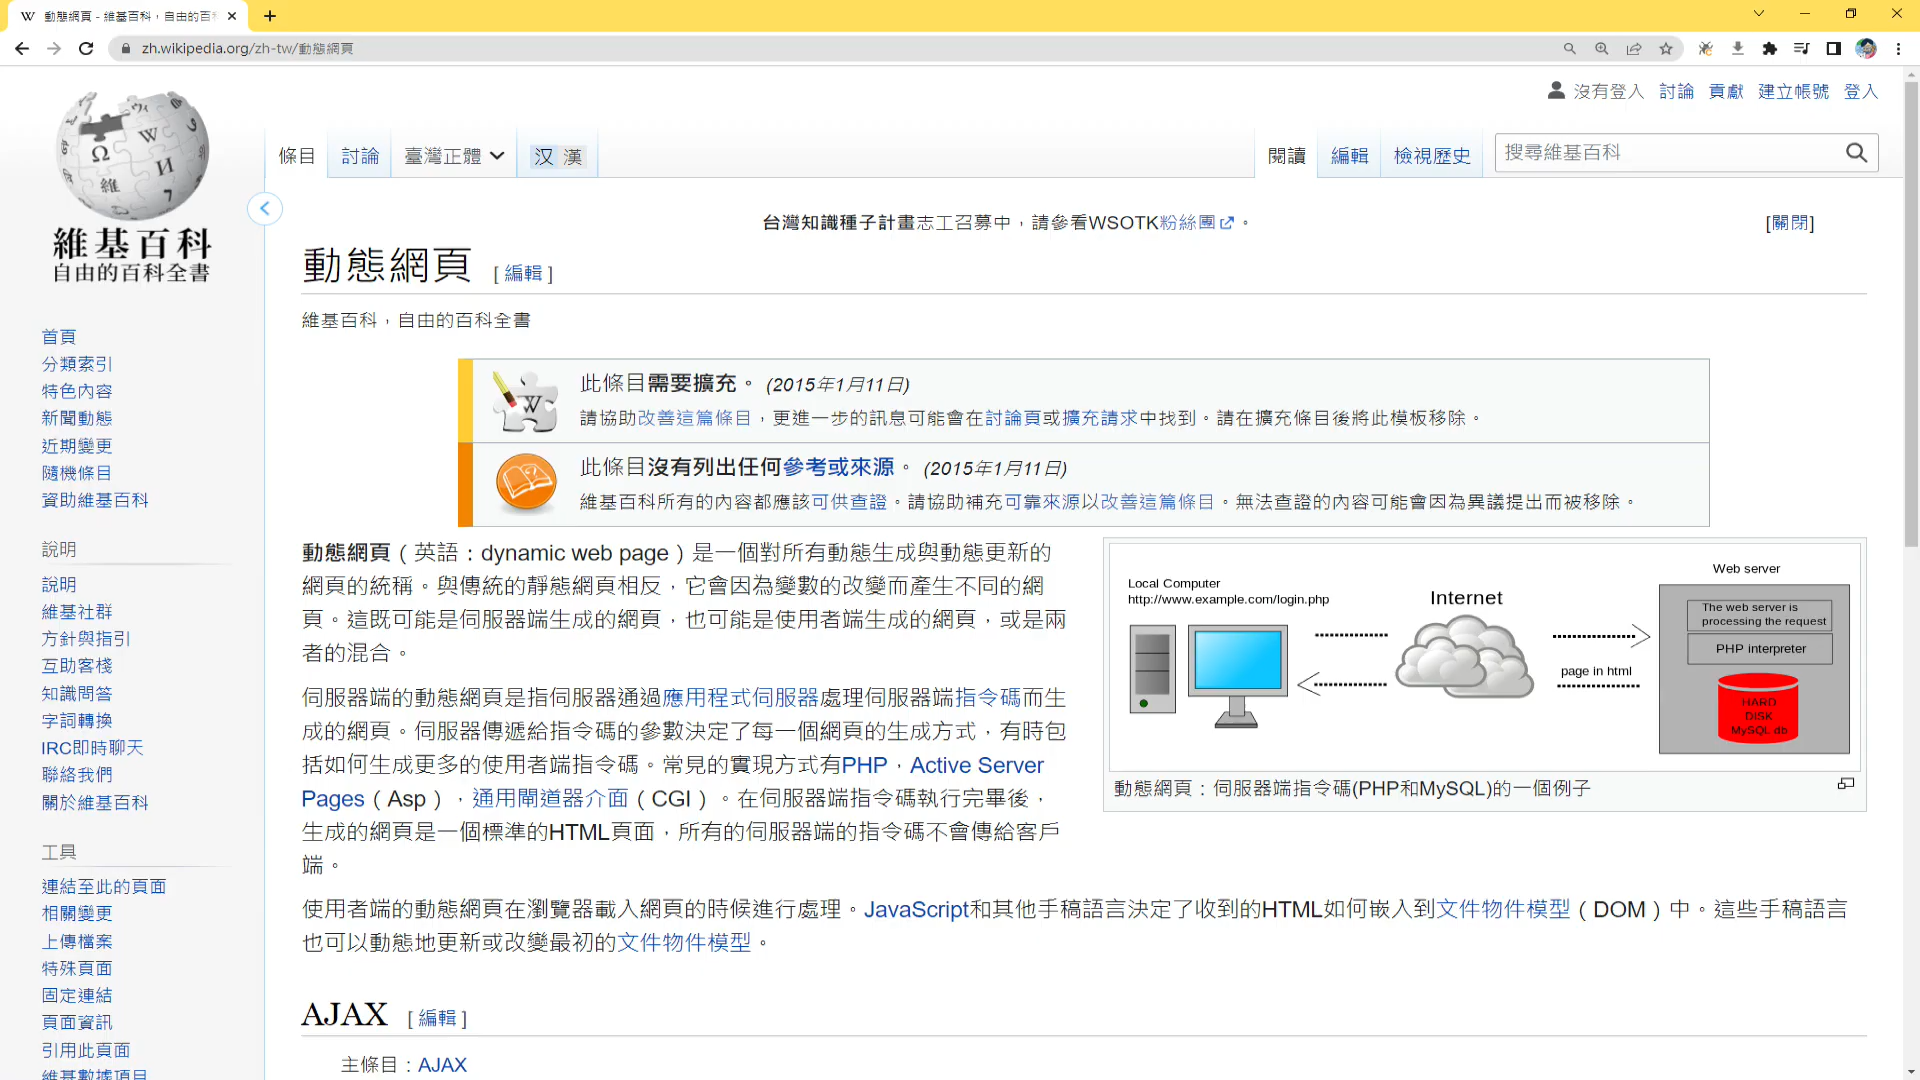 動態網頁 - 維基百科，自由的百
zh.wikipedia.org/zh-tw/動態網頁
沒有登入 討論 貢獻 建立帳號 登入
條目 討論 臺灣正體 汉 漢 閱讀 編輯 檢視歷史 搜尋維基百科
維基百科
自由的百科全書
台灣知識種子計畫志工召募中，請參看WSOTK粉絲團。 [關閉]
動態網頁 [ 編輯 ]
維基百科，自由的百科全書
此條目需要擴充。 (2015年1月11日)
請協助改善這篇條目，更進一步的訊息可能會在討論頁或擴充請求中找到。請在擴充條目後將此模板移除。
此條目沒有列出任何參考或來源。 (2015年1月11日)
維基百科所有的內容都應該可供查證。請協助補充可靠來源以改善這篇條目。無法查證的內容可能會因為異議提出而被移除。
首頁
分類索引
特色內容
新聞動態
近期變更
隨機條目
資助維基百科
說明
說明
維基社群
方針與指引
互助客棧
知識問答
字詞轉換
IRC即時聊天
聯絡我們
關於維基百科
工具
連結至此的頁面
相關變更
上傳檔案
特殊頁面
固定連結
頁面資訊
引用此頁面
維基數據項目
動態網頁（英語：dynamic web page）是一個對所有動態生成與動態更新的
網頁的統稱。與傳統的靜態網頁相反，它會因為變數的改變而產生不同的網
頁。這既可能是伺服器端生成的網頁，也可能是使用者端生成的網頁，或是兩
者的混合。
伺服器端的動態網頁是指伺服器通過應用程式伺服器處理伺服器端指令碼而生
成的網頁。伺服器傳遞給指令碼的參數決定了每一個網頁的生成方式，有時包
括如何生成更多的使用者端指令碼。常見的實現方式有PHP，Active Server
Pages（Asp），通用閘道器介面（CGI）。在伺服器端指令碼執行完畢後，
生成的網頁是一個標準的HTML頁面，所有的伺服器端的指令碼不會傳給客戶
端。
Local Computer
http://www.example.com/login.php
Internet
page in html
Web server
The web server is
processing the request
PHP interpreter
HARD
DISK
MySQL db
動態網頁：伺服器端指令碼(PHP和MySQL)的一個例子
使用者端的動態網頁在瀏覽器載入網頁的時候進行處理。JavaScript和其他手稿語言決定了收到的HTML如何嵌入到文件物件模型（DOM）中。這些手稿語言
也可以動態地更新或改變最初的文件物件模型。
AJAX [ 編輯 ]
主條目：AJAX